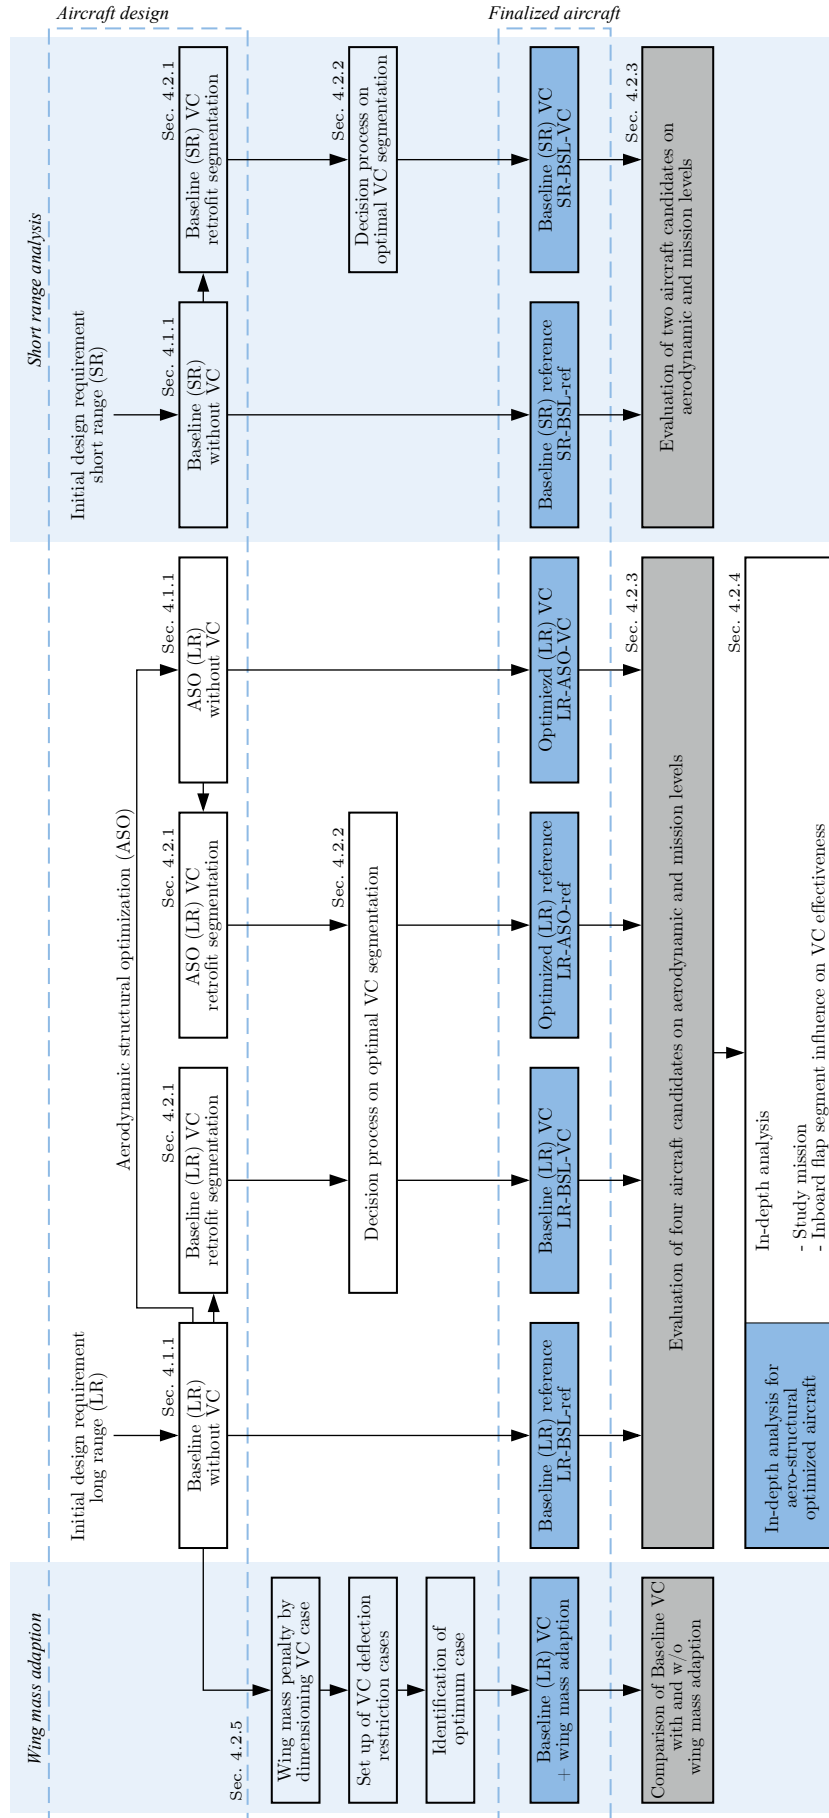 Wing mass adaption
Short range analysis
Aircraft design
Finalized aircraft
Initial design requirement
long range (LR)
Aerodynamic structural optimization (ASO)
Initial design requirement
short range (SR)
Sec. 4.1.1
Baseline (LR)
without VC
Sec. 4.2.1
Baseline (LR) VC
retrofit segmentation
Sec. 4.2.1
ASO (LR) VC
retrofit segmentation
Sec. 4.1.1
ASO (LR)
without VC
Sec. 4.1.1
Baseline (SR)
without VC
Sec. 4.2.1
Baseline (SR) VC
retrofit segmentation
Sec. 4.2.5
Wing mass penalty by
dimensioning VC case
Set up of VC deflection
restriction cases
Identification of
optimum case
Sec. 4.2.2
Decision process on optimal VC segmentation
Sec. 4.2.2
Decision process on
optimal VC segmentation
Baseline (LR) VC
+ wing mass adaption
Baseline (LR) reference
LR-BSL-ref
Baseline (LR) VC
LR-BSL-VC
Optimized (LR) reference
LR-ASO-ref
Optimiezd (LR) VC
LR-ASO-VC
Baseline (SR) reference
SR-BSL-ref
Baseline (SR) VC
SR-BSL-VC
Comparison of Baseline VC
with and w/o
wing mass adaption
Sec. 4.2.3
Evaluation of four aircraft candidates on aerodynamic and mission levels
Sec. 4.2.3
Evaluation of two aircraft candidates on
aerodynamic and mission levels
Sec. 4.2.4
In-depth analysis for
aero-structural
optimized aircraft
In-depth analysis
- Study mission
- Inboard flap segment influence on VC effectiveness